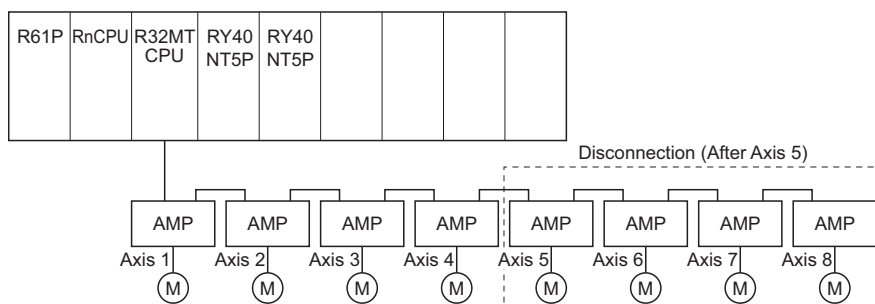 R61P RnCPU R32MT CPU RY40 NT5P RY40 NT5P
Disconnection (After Axis 5)
AMP AMP AMP AMP AMP AMP AMP AMP
Axis 1 Axis 2 Axis 3 Axis 4 Axis 5 Axis 6 Axis 7 Axis 8
M M M M M M M M